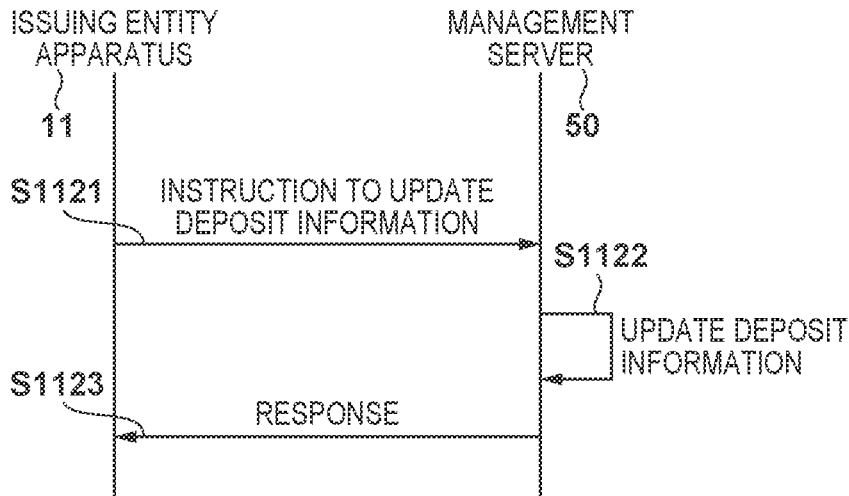 ISSUING ENTITY
APPARATUS
11
MANAGEMENT
SERVER
50
S1121
INSTRUCTION TO UPDATE
DEPOSIT INFORMATION
S1122
UPDATE DEPOSIT
INFORMATION
S1123
RESPONSE